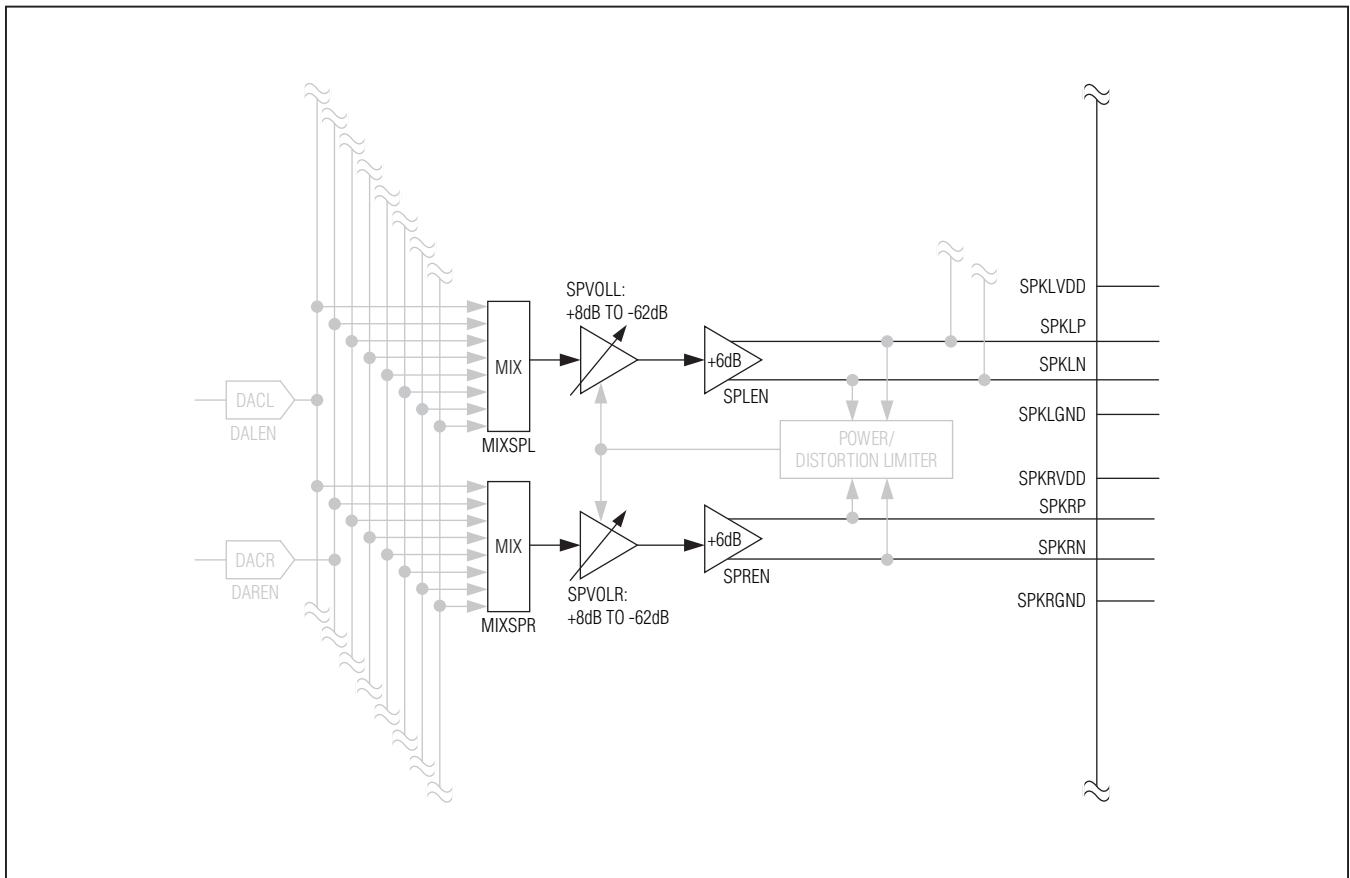 SPVOLL:
+8dB TO -62dB
SPKLVDD
SPKLP
MIX
+6dB
SPKLN
DACL
SPLEN
DALEN
SPKLGND
MIXSPL
POWER/
DISTORTION LIMITER
SPKRVDD
SPKRP
MIX
+6dB
SPKRN
DACR
DAREN
SPREN
SPVOLR:
+8dB TO -62dB
SPKRGND
MIXSPR